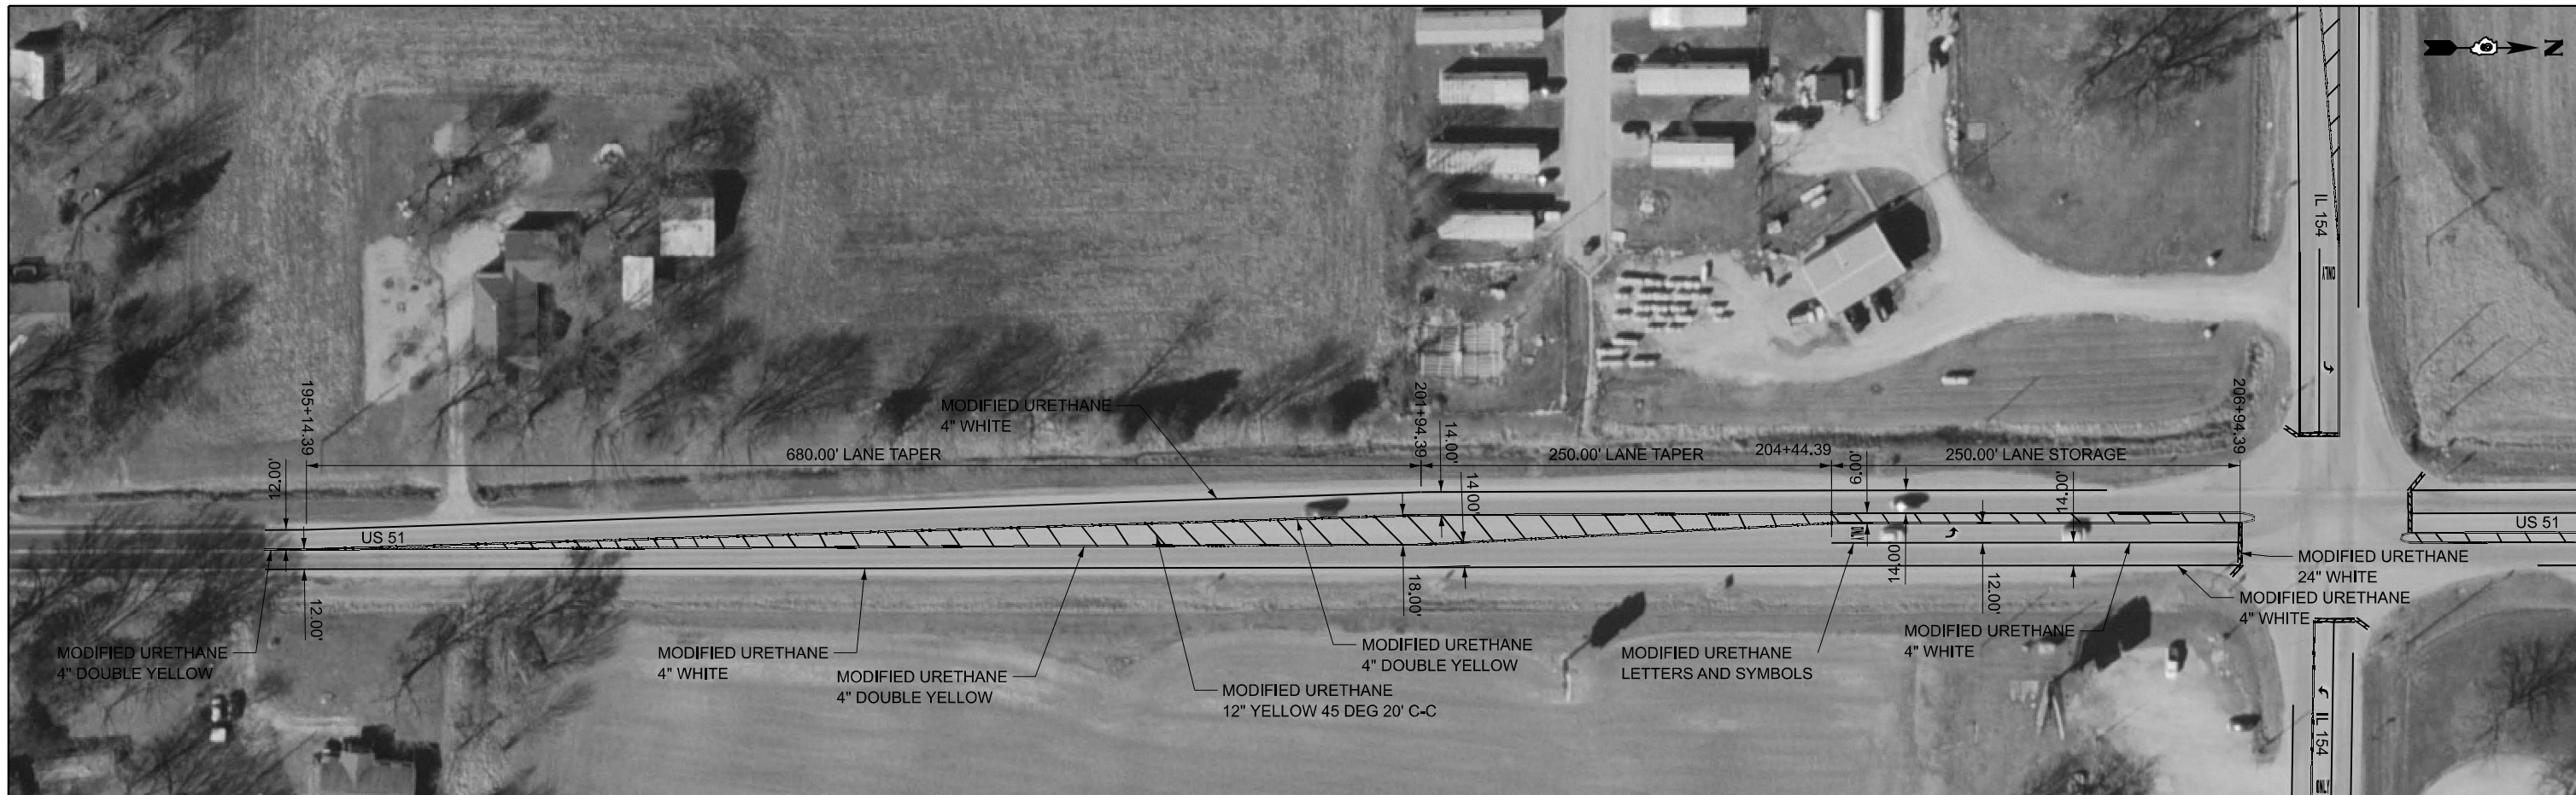 N
IL 154
ONLY
195+14.39
12.00'
680.00' LANE TAPER
MODIFIED URETHANE
4" WHITE
201+94.39
14.00'
14.00'
250.00' LANE TAPER
204+44.39
6.00'
250.00' LANE STORAGE
14.00'
206+94.39
US 51
US 51
12.00'
18.00'
14.00'
12.00'
MODIFIED URETHANE
24" WHITE
MODIFIED URETHANE
4" WHITE
MODIFIED URETHANE
4" DOUBLE YELLOW
MODIFIED URETHANE
4" WHITE
MODIFIED URETHANE
4" DOUBLE YELLOW
MODIFIED URETHANE
12" YELLOW 45 DEG 20' C-C
MODIFIED URETHANE
4" DOUBLE YELLOW
MODIFIED URETHANE
LETTERS AND SYMBOLS
MODIFIED URETHANE
4" WHITE
IL 154